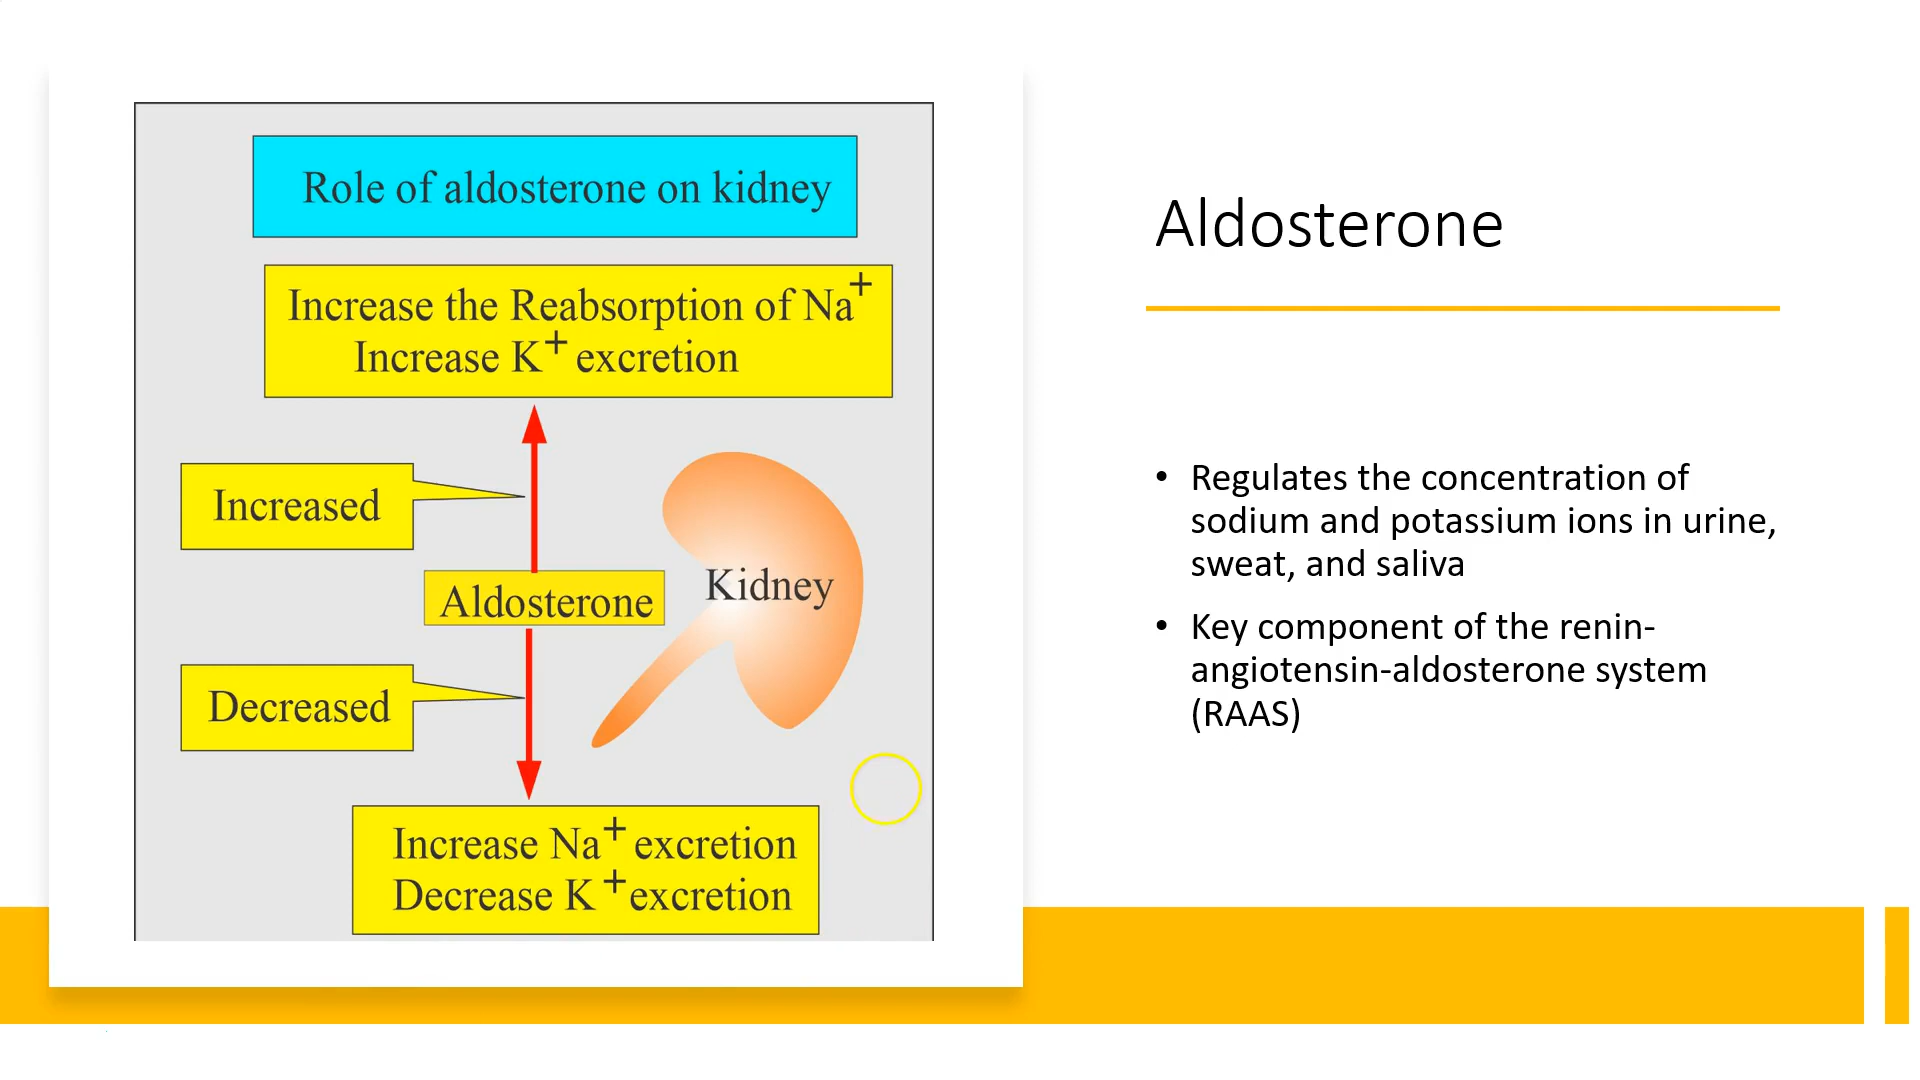 Role of aldosterone on kidney
Increase the Reabsorption of Na+
Increase K+ excretion
Increased
Aldosterone
Kidney
Decreased
Increase Na+ excretion
Decrease K+ excretion
Aldosterone
• Regulates the concentration of
sodium and potassium ions in urine,
sweat, and saliva
• Key component of the renin-
angiotensin-aldosterone system
(RAAS)